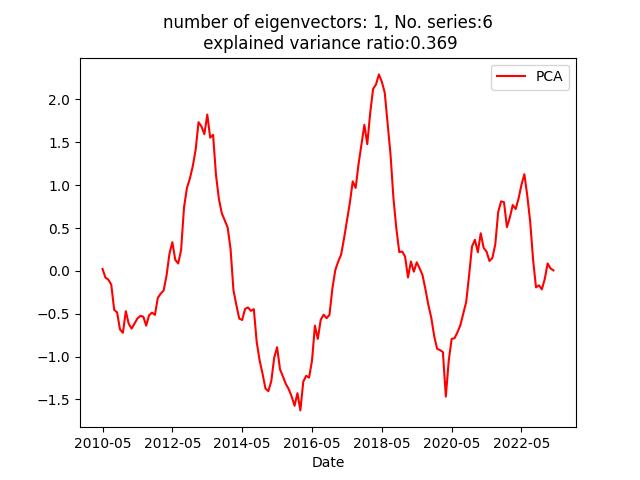 number of eigenvectors: 1, No. series:6
explained variance ratio:0.369
PCA
2.0
1.5
1.0
0.5
0.0
−0.5
−1.0
−1.5
2010-05 2012-05 2014-05 2016-05 2018-05 2020-05 2022-05
Date